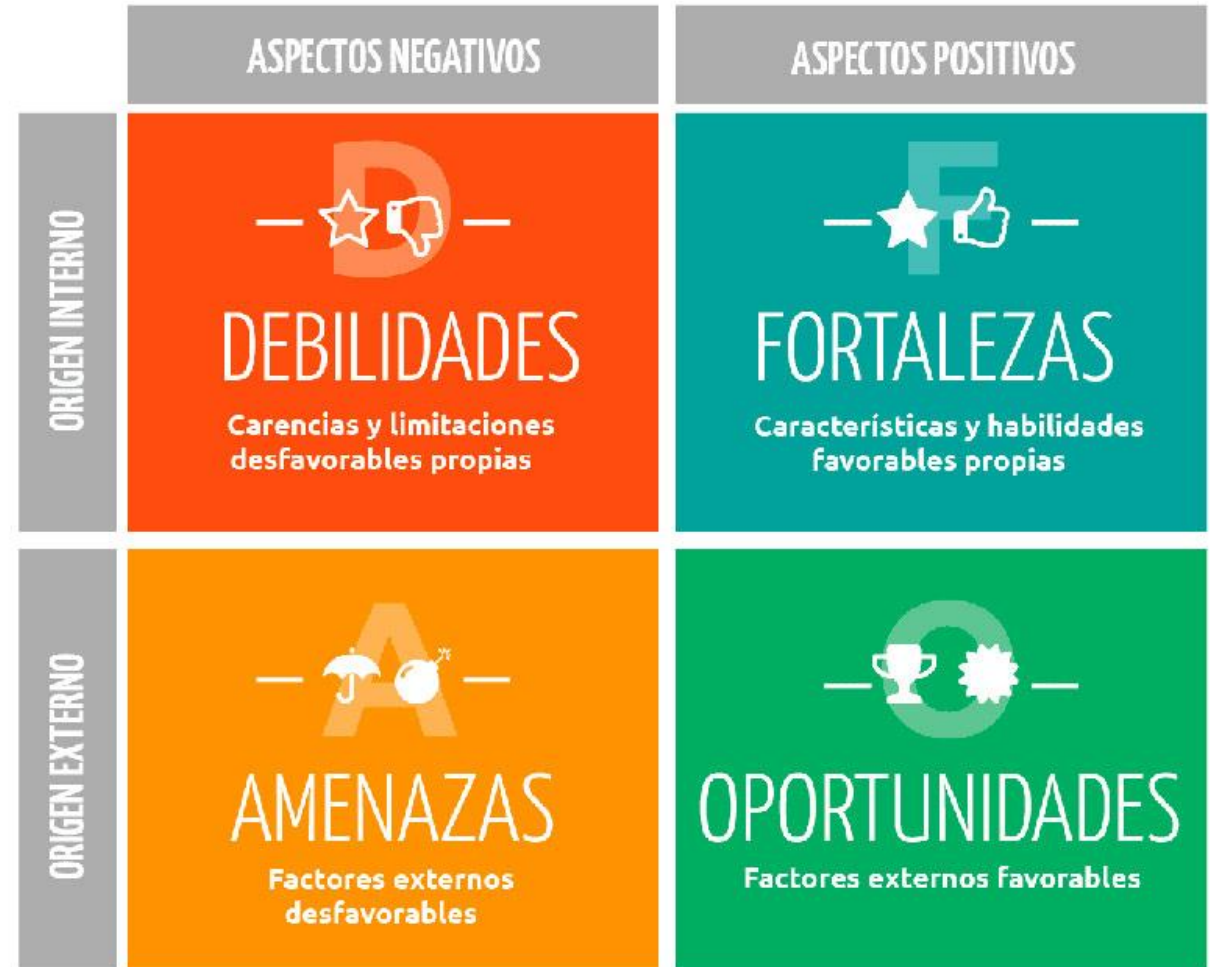 ASPECTOS NEGATIVOS
ASPECTOS POSITIVOS
ORIGEN INTERNO
D
DEBILIDADES
Carencias y limitaciones
desfavorables propias
F
FORTALEZAS
Características y habilidades
favorables propias
ORIGEN EXTERNO
A
AMENAZAS
Factores externos
desfavorables
O
OPORTUNIDADES
Factores externos favorables